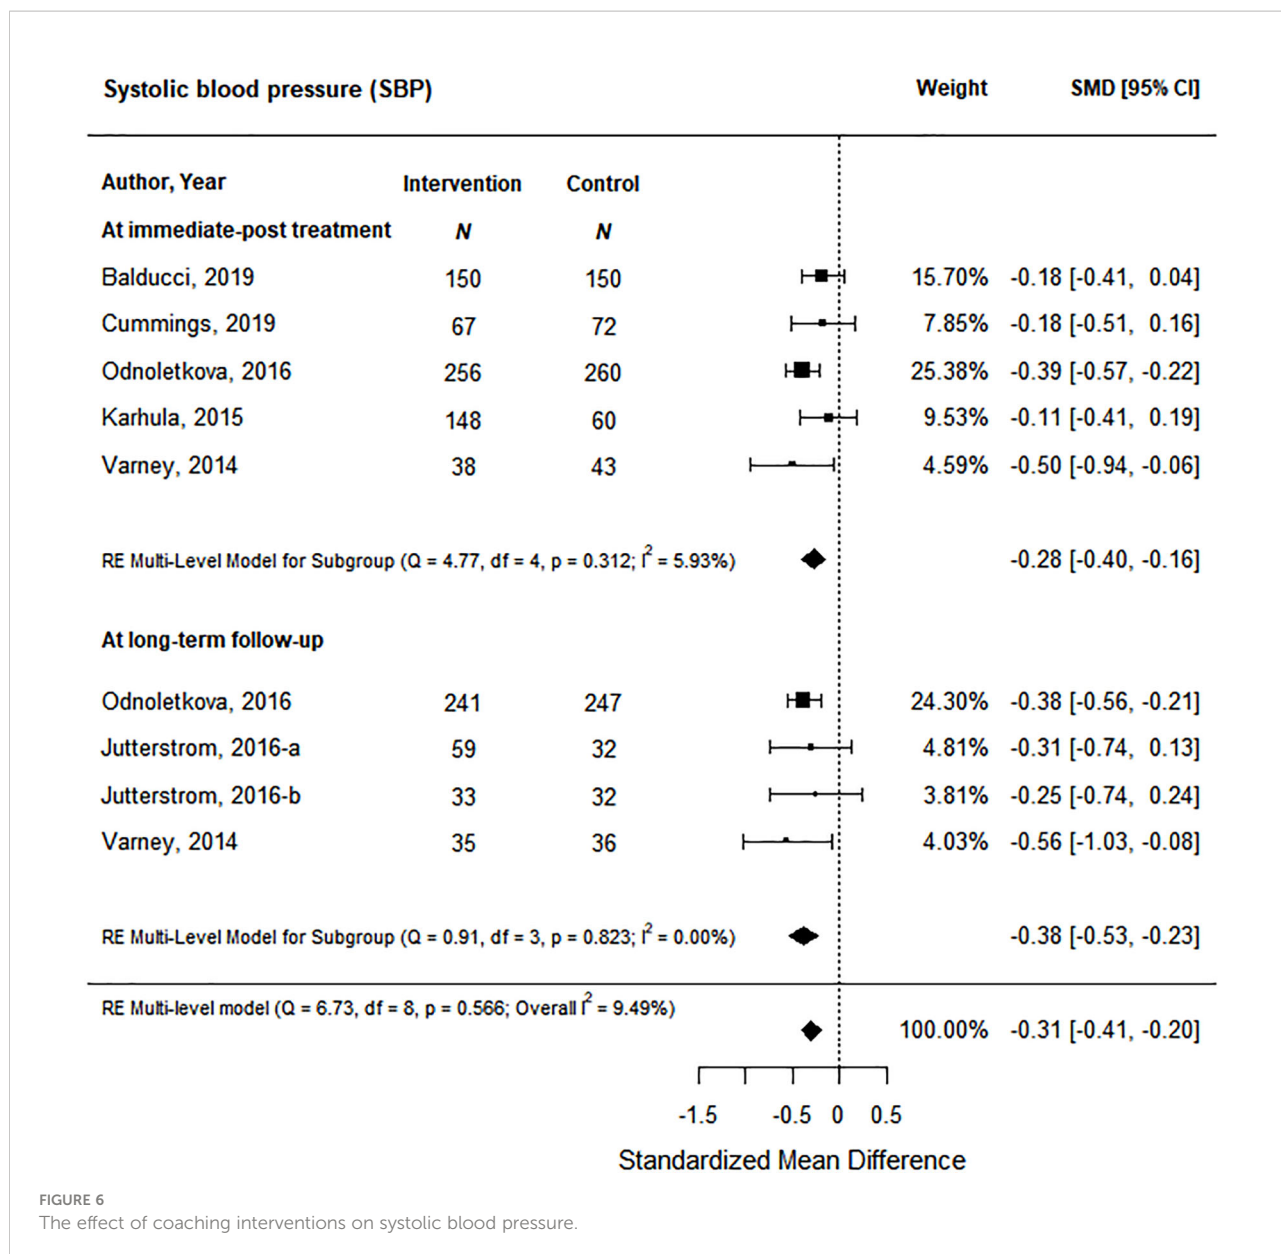 Systolic blood pressure (SBP) Weight SMD [95% CI]
Author, Year Intervention Control
At immediate-post treatment N N
Balducci, 2019 150 150 15.70% -0.18 [-0.41, 0.04]
Cummings, 2019 67 72 7.85% -0.18 [-0.51, 0.16]
Odnoletkova, 2016 256 260 25.38% -0.39 [-0.57, -0.22]
Karhula, 2015 148 60 9.53% -0.11 [-0.41, 0.19]
Varney, 2014 38 43 4.59% -0.50 [-0.94, -0.06]
RE Multi-Level Model for Subgroup (Q = 4.77, df = 4, p = 0.312; I² = 5.93%) -0.28 [-0.40, -0.16]
At long-term follow-up
Odnoletkova, 2016 241 247 24.30% -0.38 [-0.56, -0.21]
Jutterstrom, 2016-a 59 32 4.81% -0.31 [-0.74, 0.13]
Jutterstrom, 2016-b 33 32 3.81% -0.25 [-0.74, 0.24]
Varney, 2014 35 36 4.03% -0.56 [-1.03, -0.08]
RE Multi-Level Model for Subgroup (Q = 0.91, df = 3, p = 0.823; I² = 0.00%) -0.38 [-0.53, -0.23]
RE Multi-level model (Q = 6.73, df = 8, p = 0.566; Overall I² = 9.49%)
100.00% -0.31 [-0.41, -0.20]
-1.5 -0.5 0 0.5
Standardized Mean Difference
FIGURE 6
The effect of coaching interventions on systolic blood pressure.